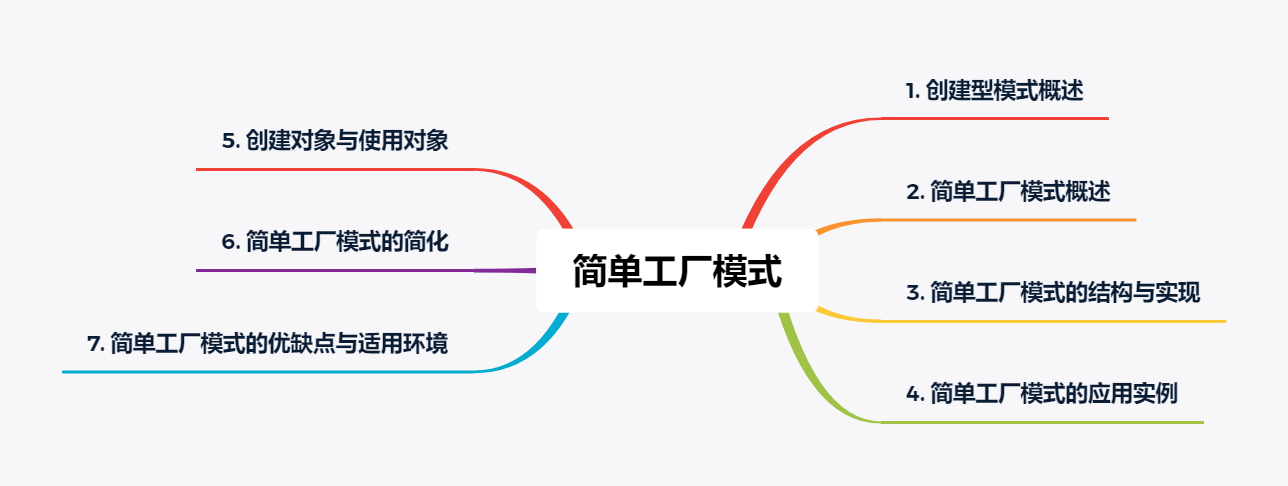 简单工厂模式
1. 创建型模式概述
2. 简单工厂模式概述
3. 简单工厂模式的结构与实现
4. 简单工厂模式的应用实例
5. 创建对象与使用对象
6. 简单工厂模式的简化
7. 简单工厂模式的优缺点与适用环境